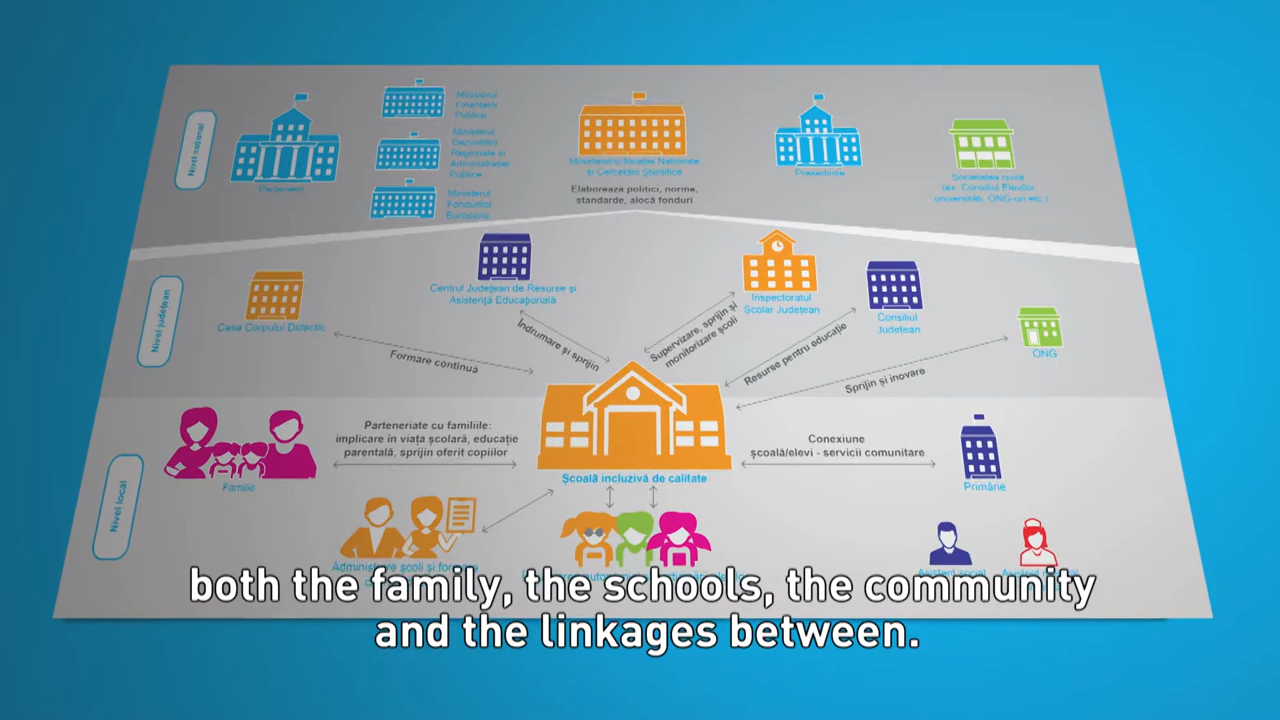 Nivel național
Parlament
Ministerul
Finanțelor
Publice
Ministerul
Dezvoltării
Regionale și
Administrației
Publice
Ministerul
Fondurilor
Europene
Ministerul Educației Naționale
și Cercetării Științifice
Elaborează politici, norme,
standarde, alocă fonduri
Președinție
Societatea civilă
(ex. Consiliul Elevilor,
universități, ONG-uri etc.)
Nivel județean
Casa Corpului Didactic
Centrul Județean de Resurse și
Asistență Educațională
Inspectoratul
Școlar Județean
Consiliul
Județean
ONG
Formare continuă
Îndrumare și sprijin
Supervizare, sprijin și
monitorizare școli
Resurse pentru educație
Sprijin și inovare
Nivel local
Familie
Parteneriate cu familiile:
implicare în viața școlară, educație
parentală, sprijin oferit copiilor
Școală incluzivă de calitate
Conexiune
școală/elevi - servicii comunitare
Primărie
Administrare școli și
Asistent social
Asistent
both the family, the schools, the community
and the linkages between.